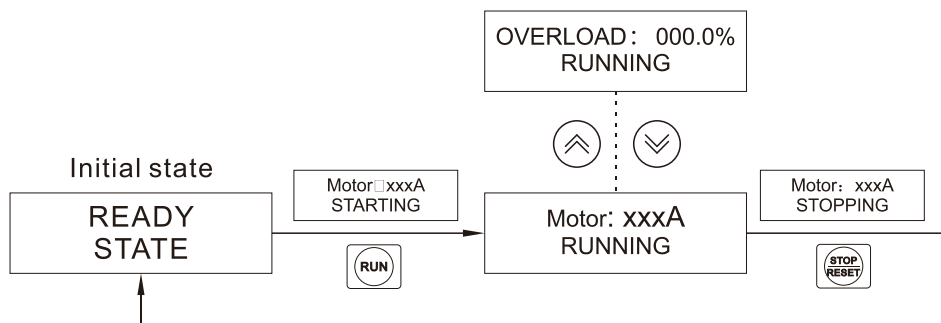 OVERLOAD: 000.0%
RUNNING
Initial state
READY
STATE
Motor□xxxA
STARTING
RUN
Motor: xxxA
RUNNING
Motor: xxxA
STOPPING
STOP
RESET